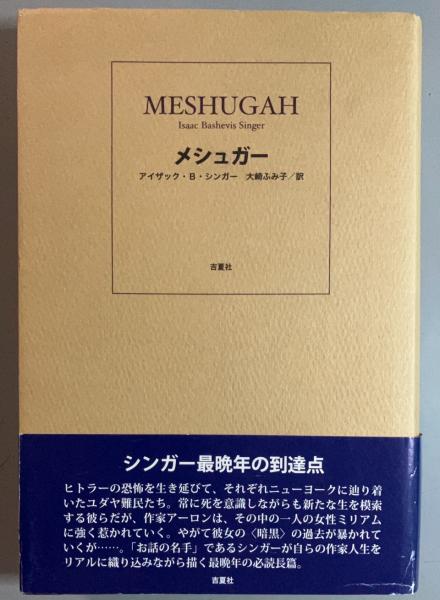 MESHUGAH
Isaac Bashevis Singer
メシュガー
アイザック・B・シンガー 大崎ふみ子/訳
吉夏社
シンガー最晩年の到達点
ヒトラーの恐怖を生き延びて、それぞれニューヨークに辿り着
いたユダヤ難民たち。常に死を意識しながらも新たな生を模索
する彼らだが、作家アーロンは、その中の一人の女性ミリアム
に強く惹かれていく。やがて彼女の〈暗黒〉の過去が暴かれて
いくが……。「お話の名手」であるシンガーが自らの作家人生を
リアルに織り込みながら描く最晩年の必読長篇。
吉夏社